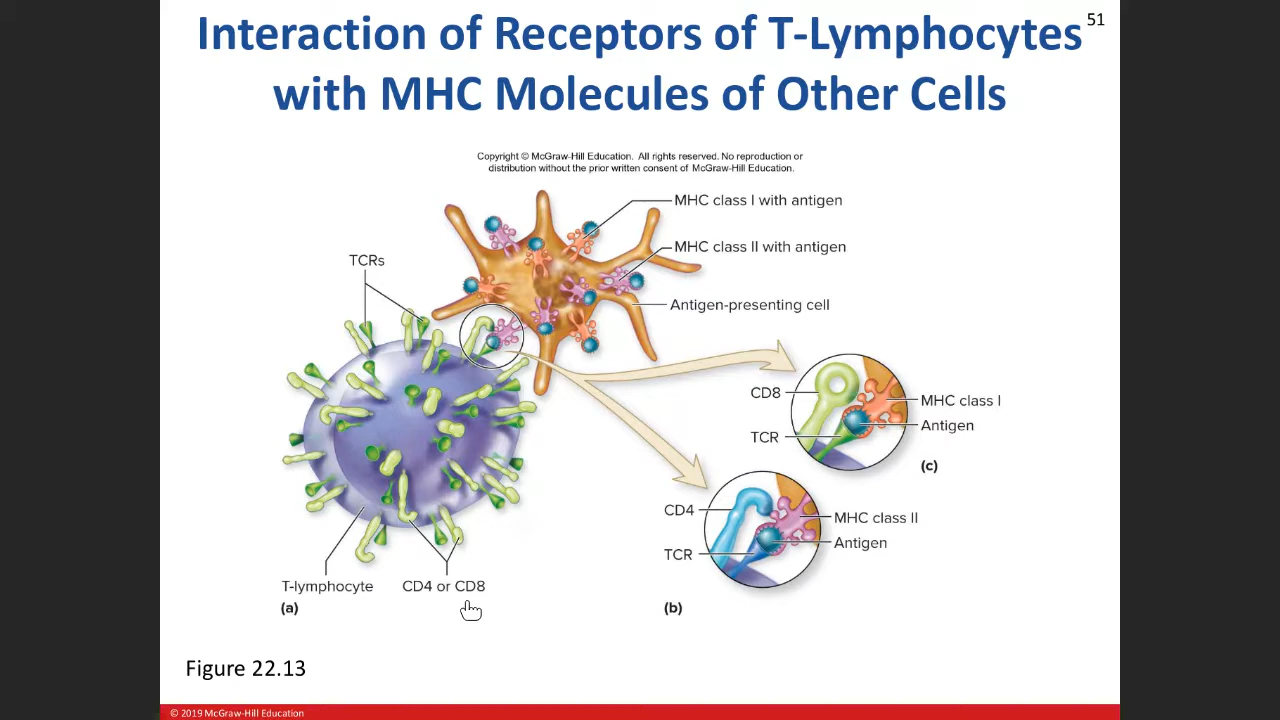 Interaction of Receptors of T-Lymphocytes
51
with MHC Molecules of Other Cells
Copyright © McGraw-Hill Education. All rights reserved. No reproduction or
distribution without the prior written consent of McGraw-Hill Education.
MHC class I with antigen
MHC class II with antigen
TCRs
Antigen-presenting cell
CD8
MHC class I
Antigen
TCR
(c)
CD4
MHC class II
Antigen
TCR
T-lymphocyte
CD4 or CD8
(a)
(b)
Figure 22.13
© 2019 McGraw-Hill Education